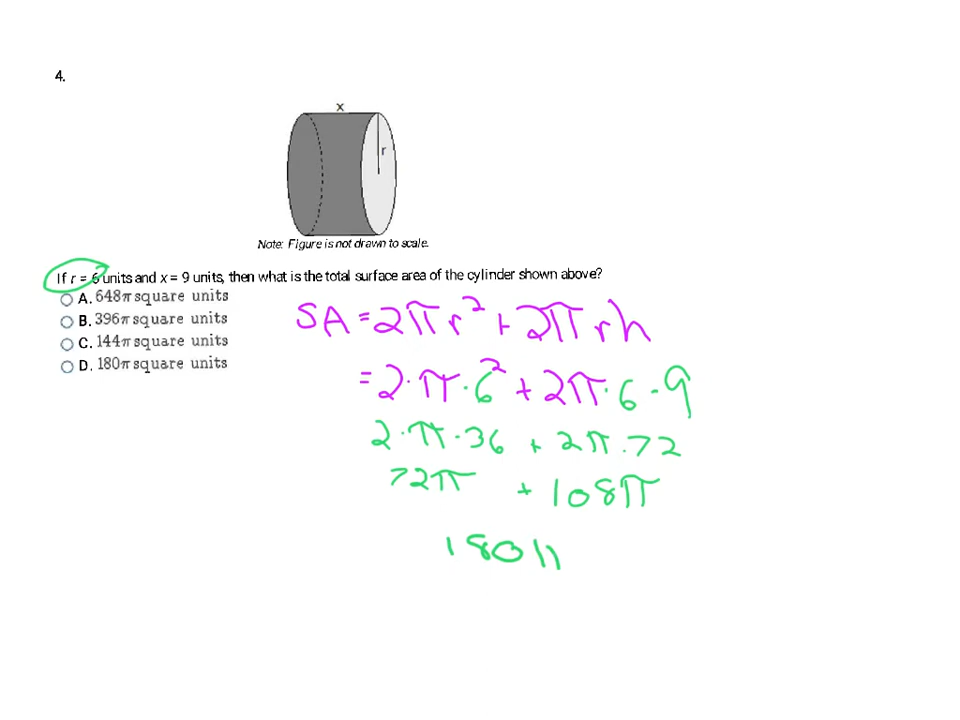 4.
x
r
Note: Figure is not drawn to scale.
If r = 6 units and x = 9 units, then what is the total surface area of the cylinder shown above?
A. 648π square units
B. 396π square units
C. 144π square units
D. 180π square units
SA = 2πr² + 2πrh
= 2·π·6² + 2π·6·9
2·π·36 + 2π·72
72π + 108π
180π